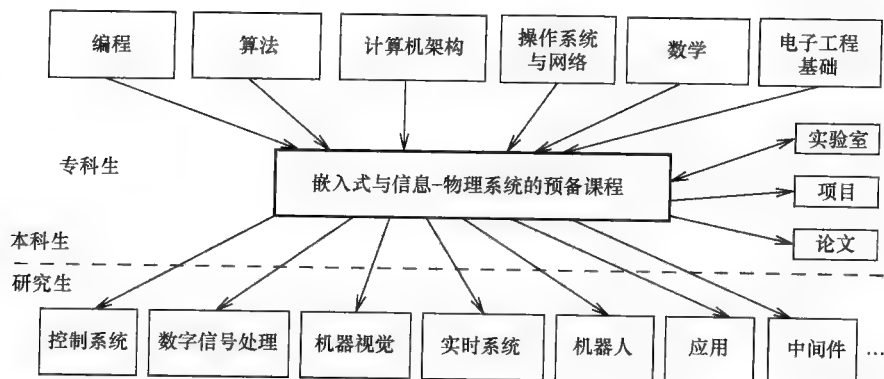 编程
算法
计算机架构
操作系统
与网络
数学
电子工程
基础
实验室
专科生
嵌入式与信息-物理系统的预备课程
项目
本科生
论文
研究生
控制系统
数字信号处理
机器视觉
实时系统
机器人
应用
中间件
…